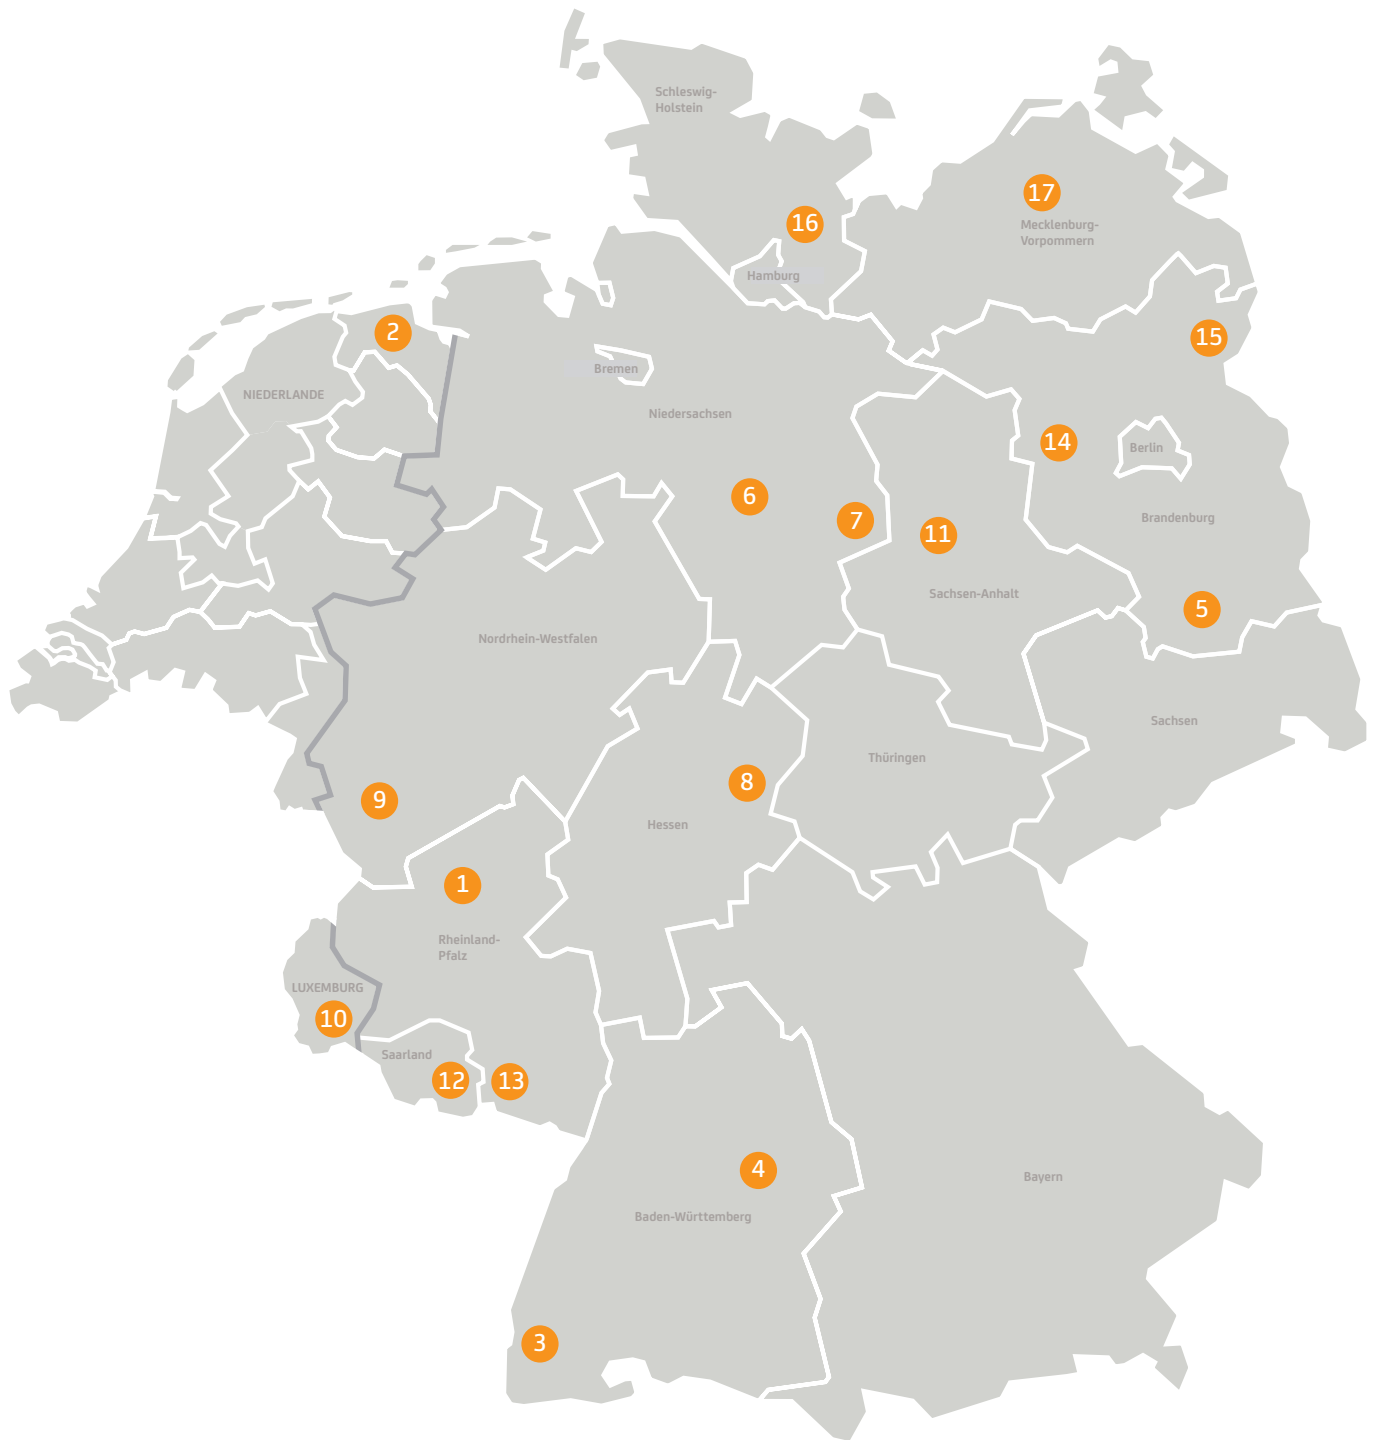 Schleswig-
Holstein
17
16
Mecklenburg-
Vorpommern
Hamburg
2
15
Bremen
NIEDERLANDE
Niedersachsen
14
Berlin
6
7
Brandenburg
11
Sachsen-Anhalt
5
Nordrhein-Westfalen
Sachsen
Thüringen
8
9
Hessen
1
Rheinland-
Pfalz
LUXEMBURG
10
Saarland
12
13
4
Bayern
Baden-Württemberg
3